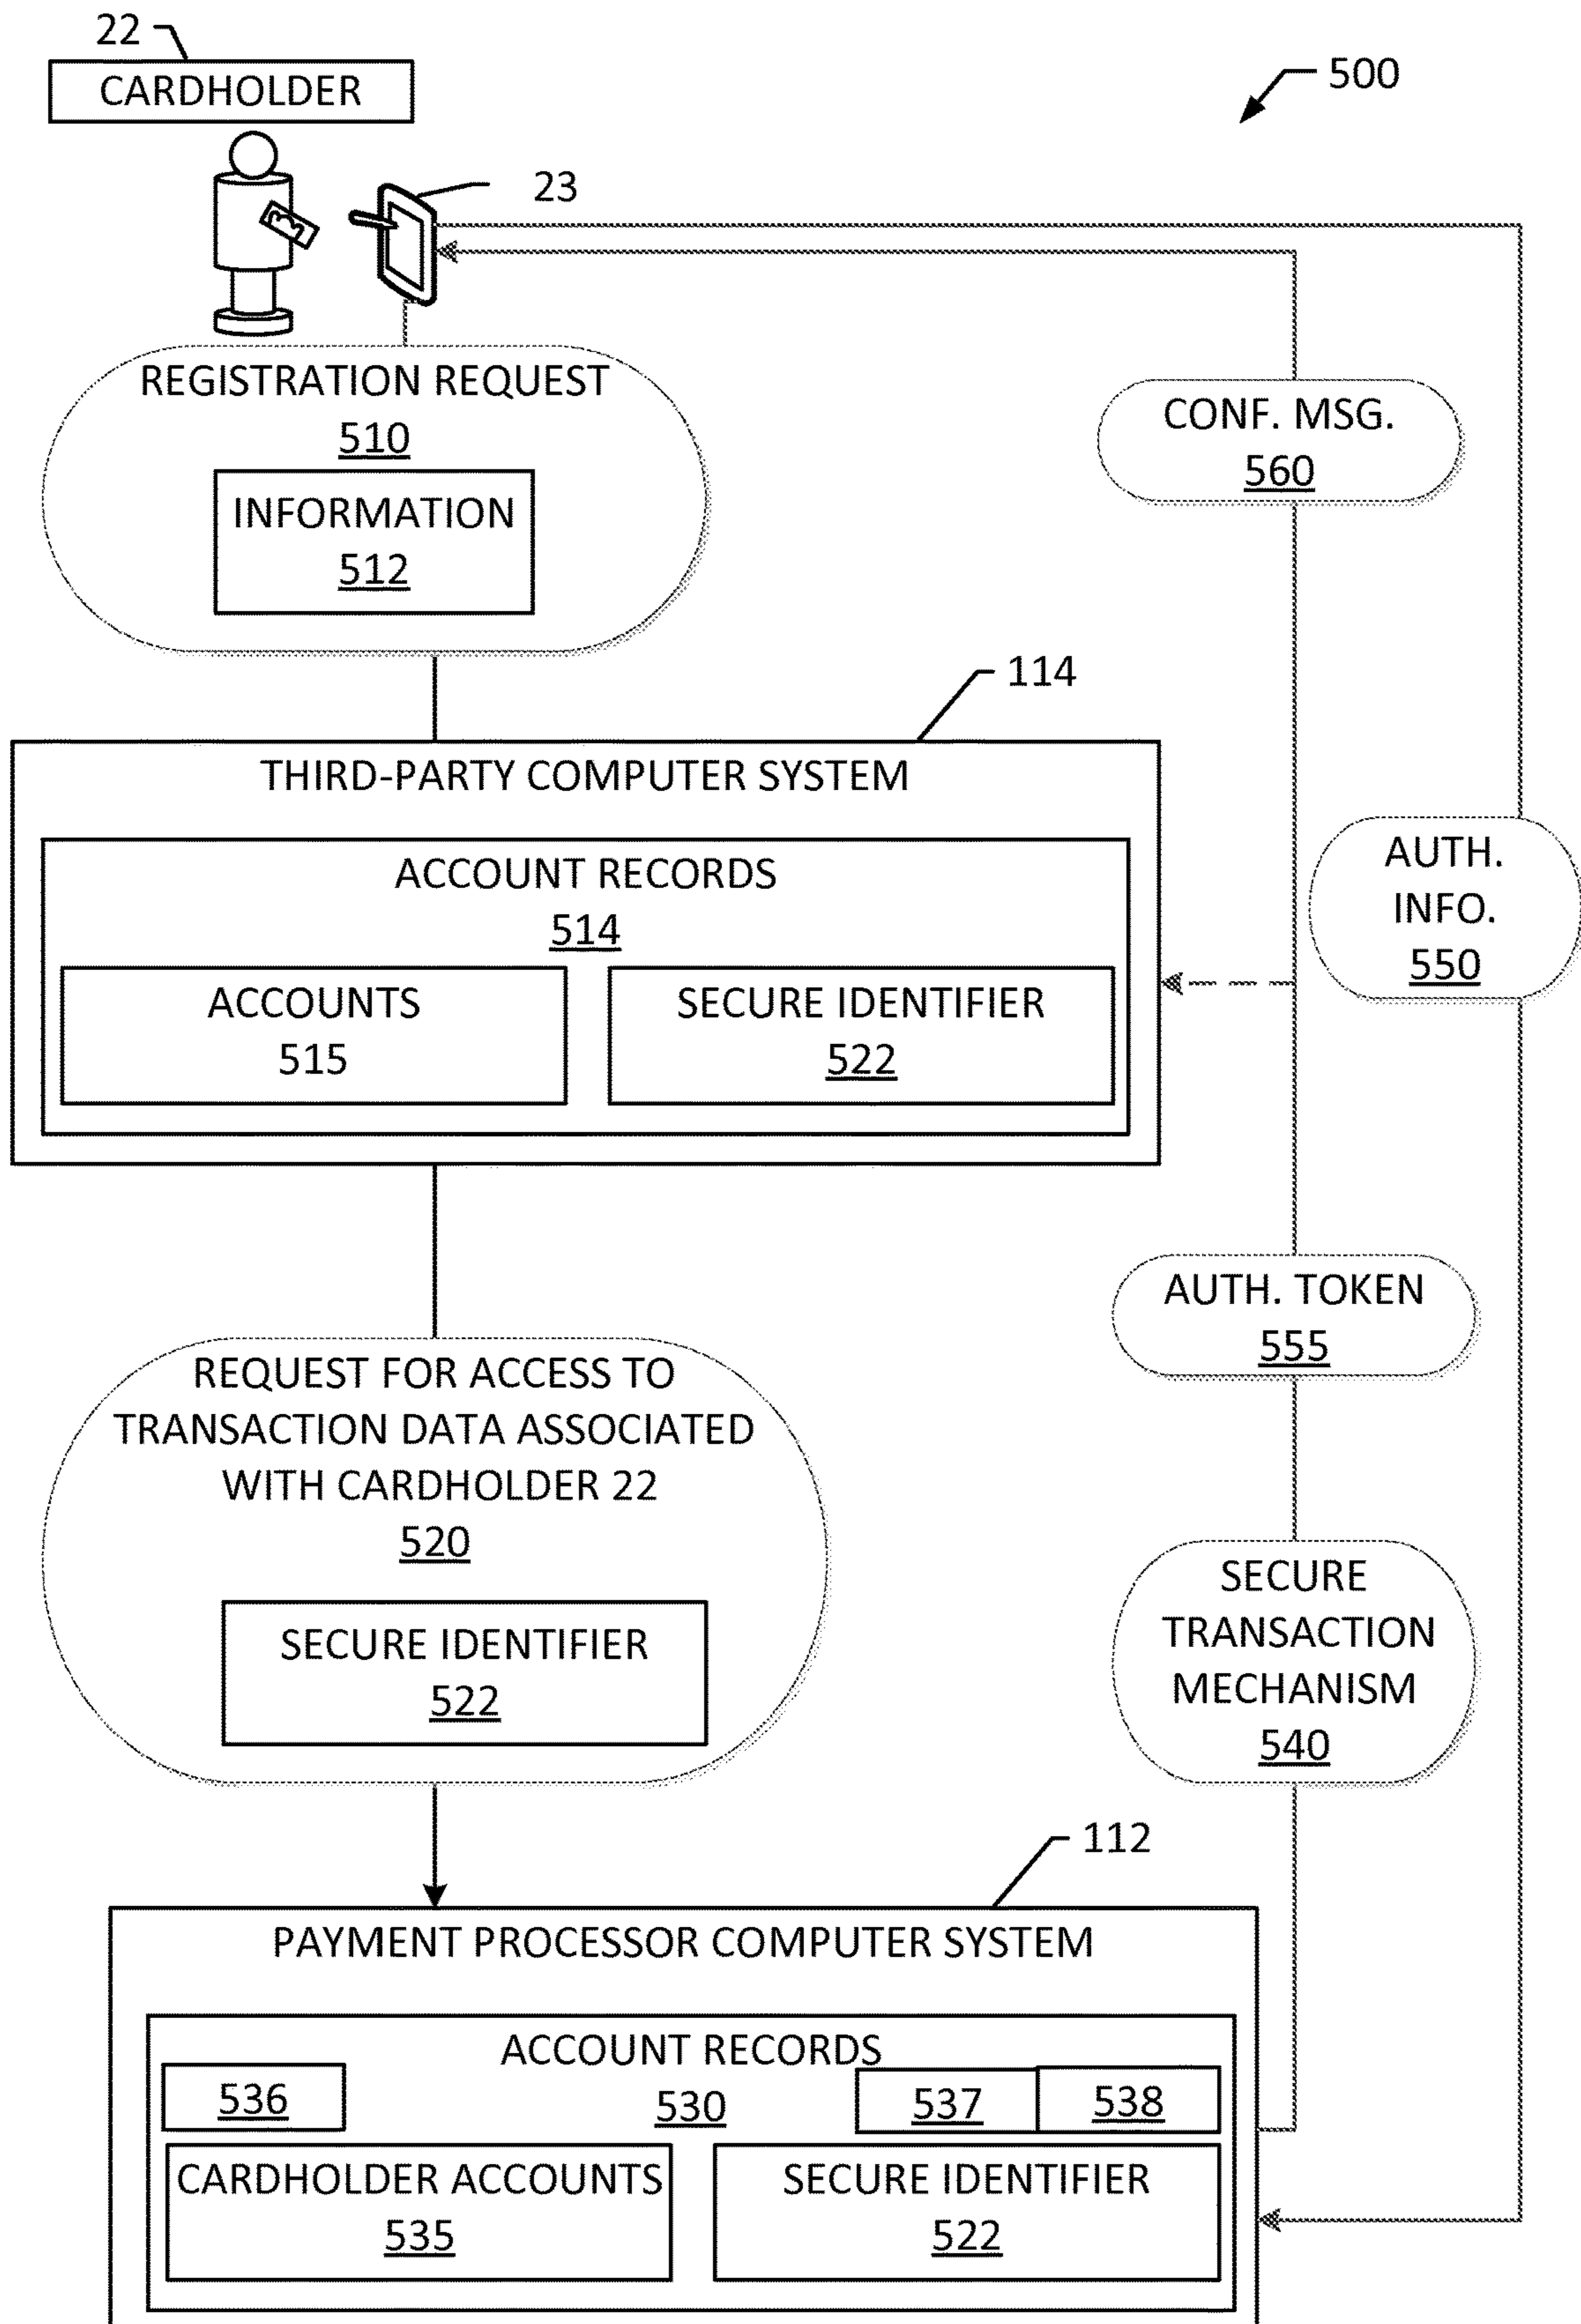 22
CARDHOLDER
500
23
REGISTRATION REQUEST
510
INFORMATION
512
CONF. MSG.
560
114
THIRD-PARTY COMPUTER SYSTEM
ACCOUNT RECORDS
514
ACCOUNTS
515
SECURE IDENTIFIER
522
AUTH.
INFO.
550
AUTH. TOKEN
555
REQUEST FOR ACCESS TO
TRANSACTION DATA ASSOCIATED
WITH CARDHOLDER 22
520
SECURE IDENTIFIER
522
SECURE
TRANSACTION
MECHANISM
540
112
PAYMENT PROCESSOR COMPUTER SYSTEM
ACCOUNT RECORDS
530
536
537
538
CARDHOLDER ACCOUNTS
535
SECURE IDENTIFIER
522